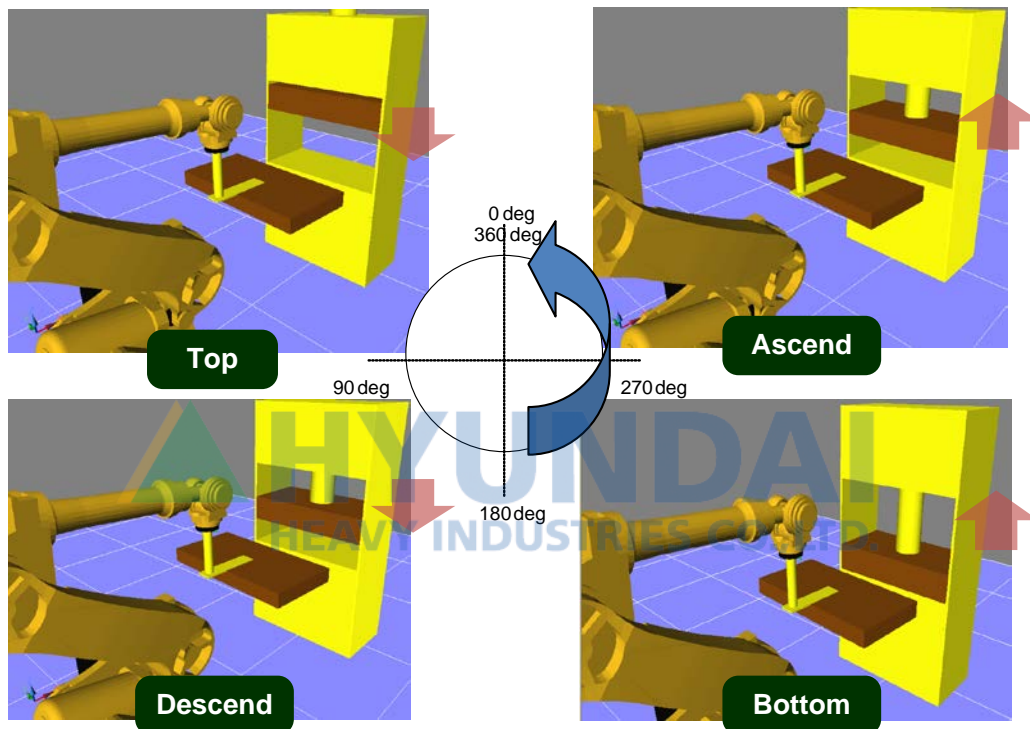 0 deg
360 deg
Top
Ascend
90 deg
270 deg
HYUNDAI
180 deg
HEAVY INDUSTRIES CO.,LTD.
Descend
Bottom